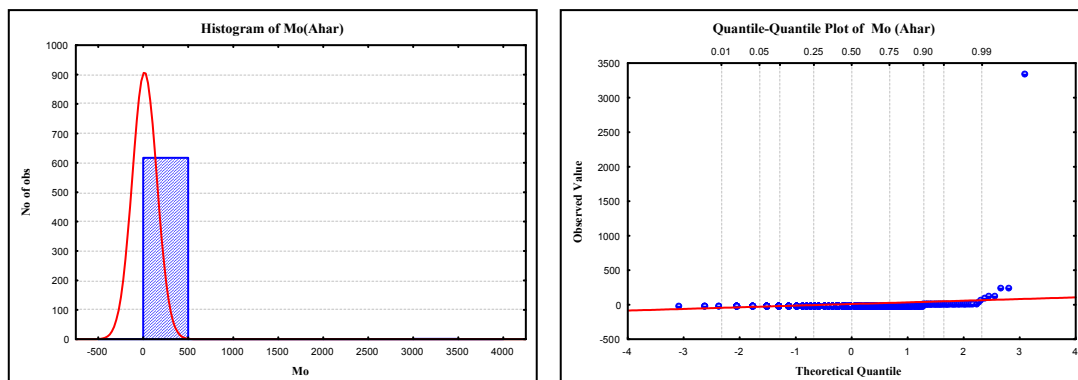 Histogram of Mo(Ahar)
1000
900
800
700
600
500
400
300
200
100
0
No of obs
-500 0 500 1000 1500 2000 2500 3000 3500 4000
Mo
Quantile-Quantile Plot of Mo (Ahar)
0.01 0.05 0.25 0.50 0.75 0.90 0.99
3500
3000
2500
2000
1500
1000
500
0
-500
Observed Value
-4 -3 -2 -1 0 1 2 3 4
Theoretical Quantile